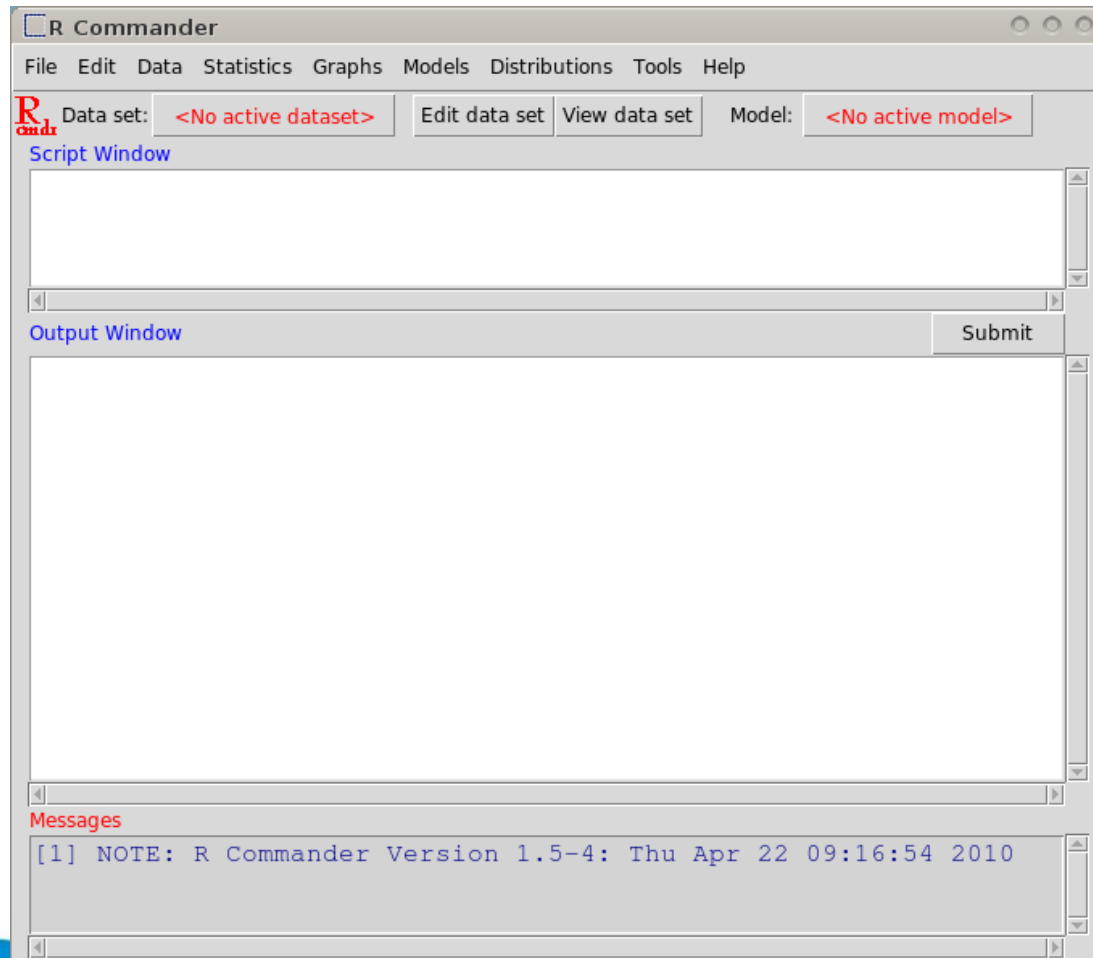 R Commander
File Edit Data Statistics Graphs Models Distributions Tools Help
R cmdr Data set: <No active dataset> Edit data set View data set Model: <No active model>
Script Window
Output Window Submit
Messages
[1] NOTE: R Commander Version 1.5-4: Thu Apr 22 09:16:54 2010